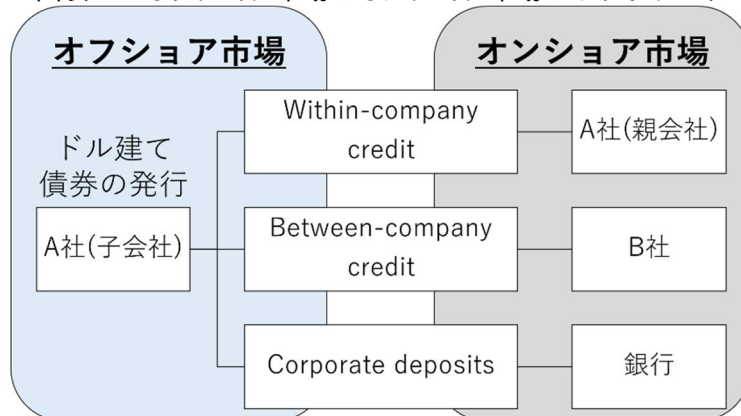 オフショア市場
オンショア市場
Within-company
credit
A社(親会社)
ドル建て
債券の発行
A社(子会社)
Between-company
credit
B社
Corporate deposits
銀行